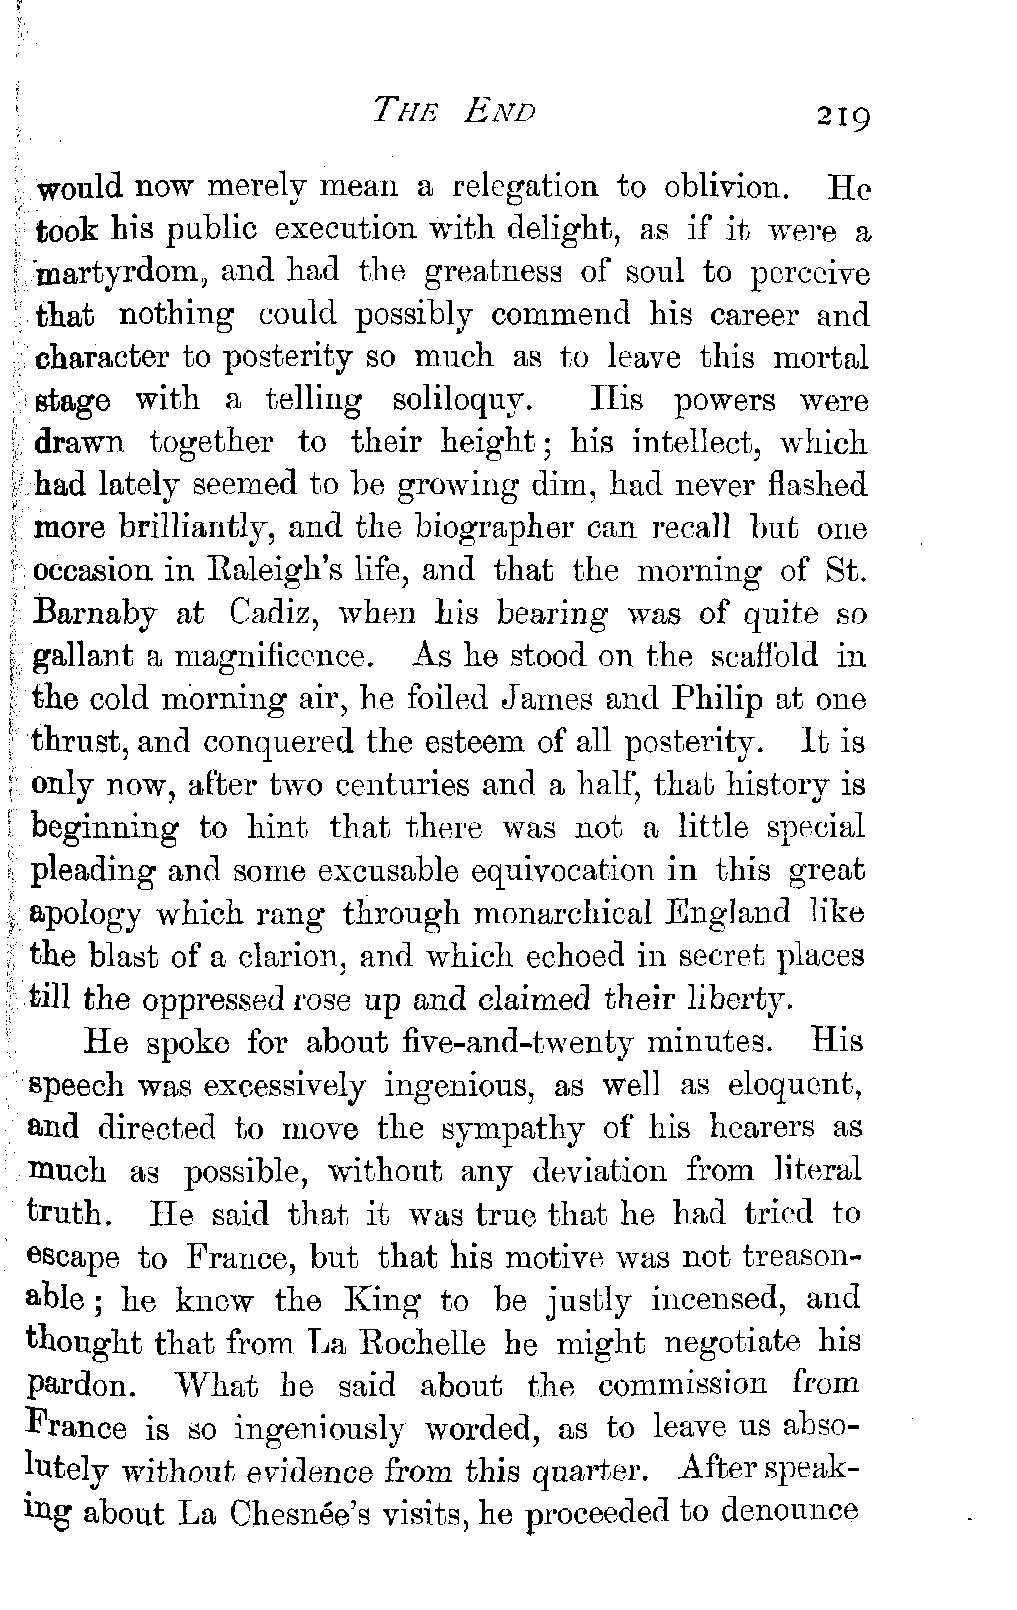 THE END 219
would now merely mean a relegation to oblivion. He
took his public execution with delight, as if it were a
martyrdom, and had the greatness of soul to perceive
that nothing could possibly commend his career and
character to posterity so much as to leave this mortal
stage with a telling soliloquy. His powers were
drawn together to their height; his intellect, which
had lately seemed to be growing dim, had never flashed
more brilliantly, and the biographer can recall but one
occasion in Raleigh's life, and that the morning of St.
Barnaby at Cadiz, when his bearing was of quite so
gallant a magnificence. As he stood on the scaffold in
the cold morning air, he foiled James and Philip at one
thrust, and conquered the esteem of all posterity. It is
only now, after two centuries and a half, that history is
beginning to hint that there was not a little special
pleading and some excusable equivocation in this great
apology which rang through monarchical England like
the blast of a clarion, and which echoed in secret places
till the oppressed rose up and claimed their liberty.
He spoke for about five-and-twenty minutes. His
speech was excessively ingenious, as well as eloquent,
and directed to move the sympathy of his hearers as
much as possible, without any deviation from literal
truth. He said that it was true that he had tried to
escape to France, but that his motive was not treason-
able; he knew the King to be justly incensed, and
thought that from La Rochelle he might negotiate his
pardon. What he said about the commission from
France is so ingeniously worded, as to leave us abso-
lutely without evidence from this quarter. After speak-
ing about La Chesnée's visits, he proceeded to denounce